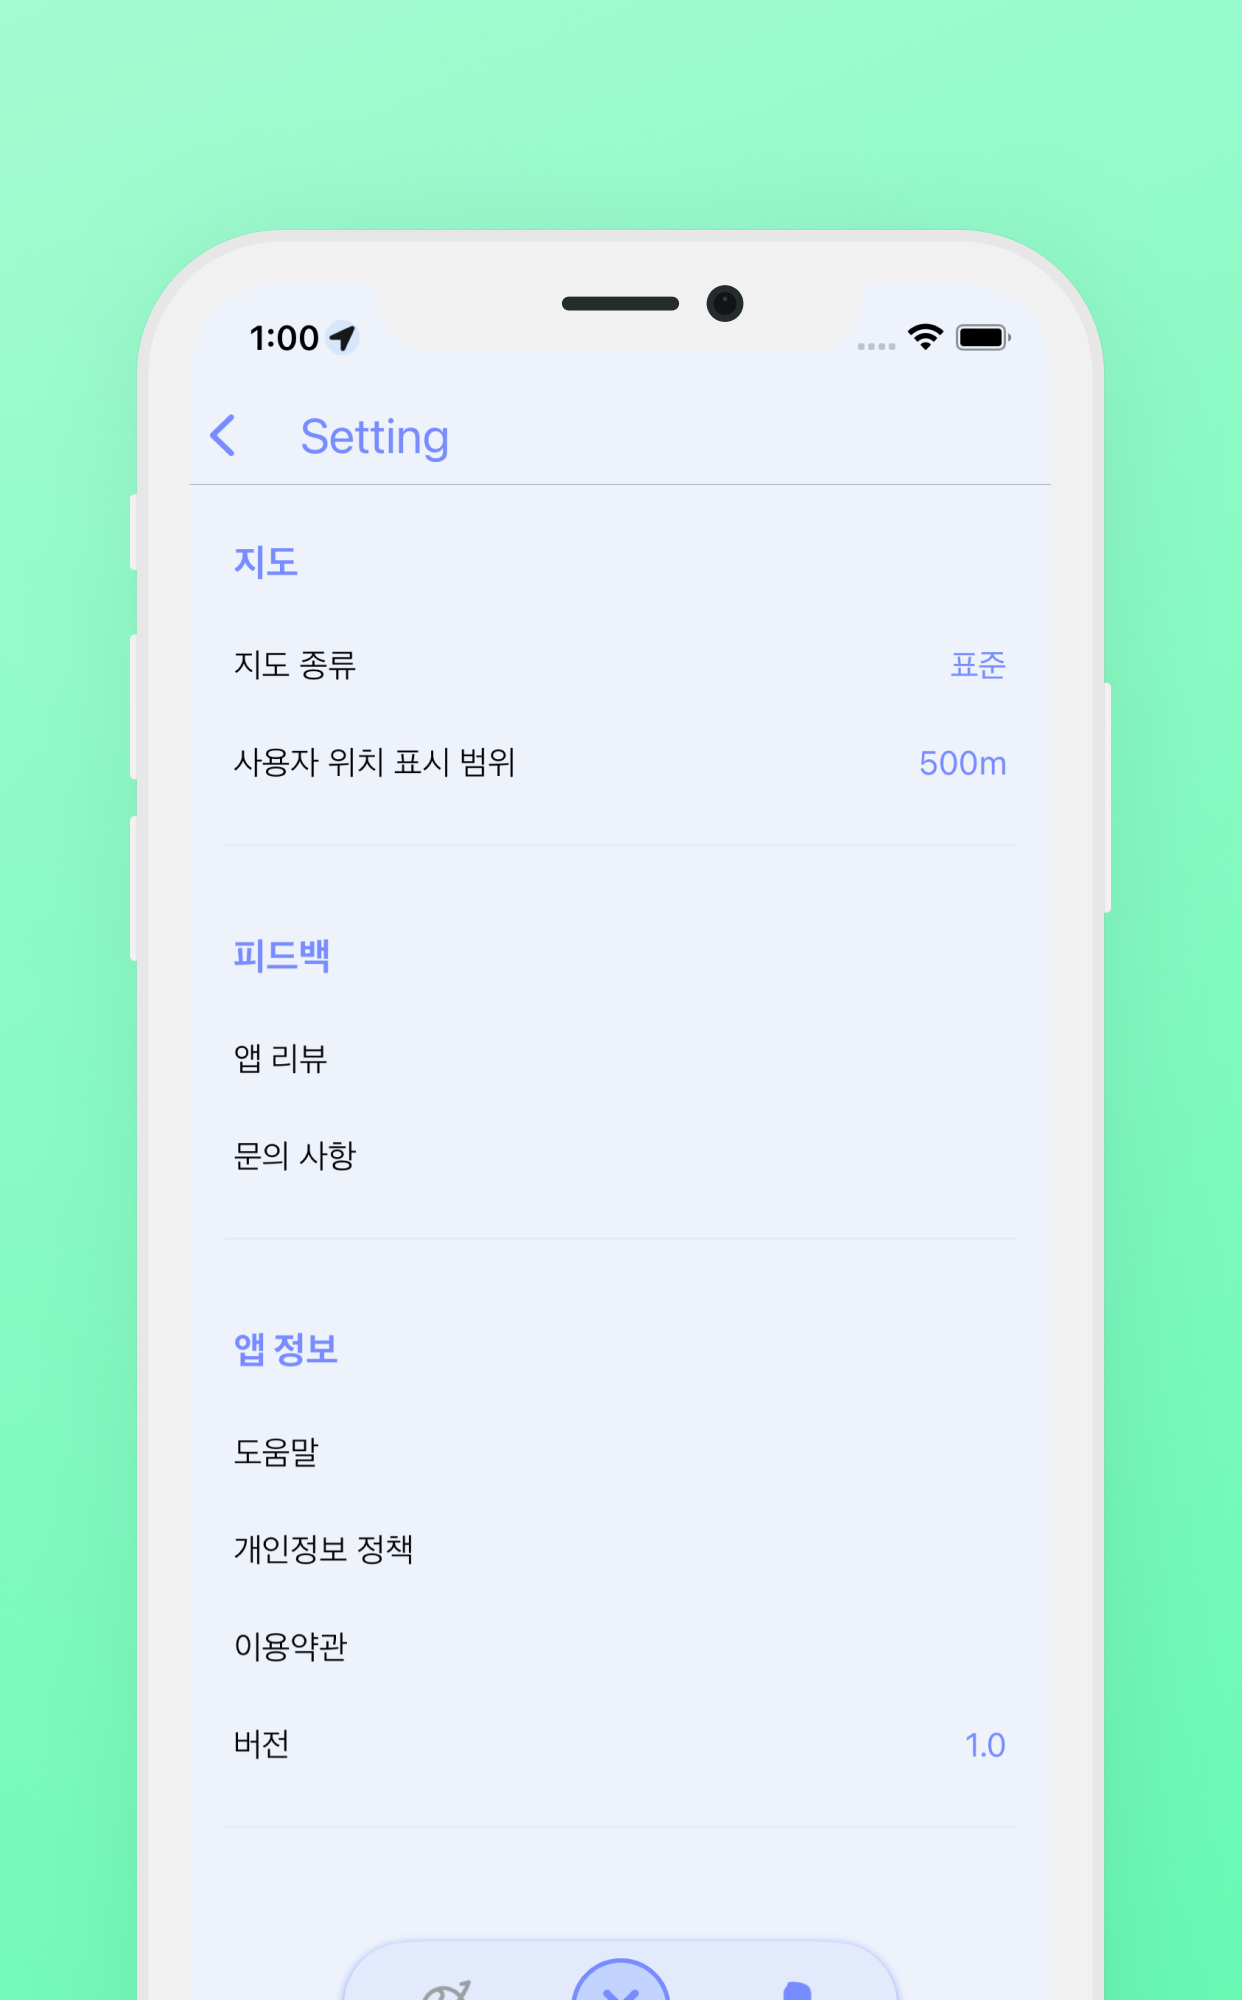 1:00
Setting
지도
지도 종류 표준
사용자 위치 표시 범위 500m
피드백
앱 리뷰
문의 사항
앱 정보
도움말
개인정보 정책
이용약관
버전 1.0